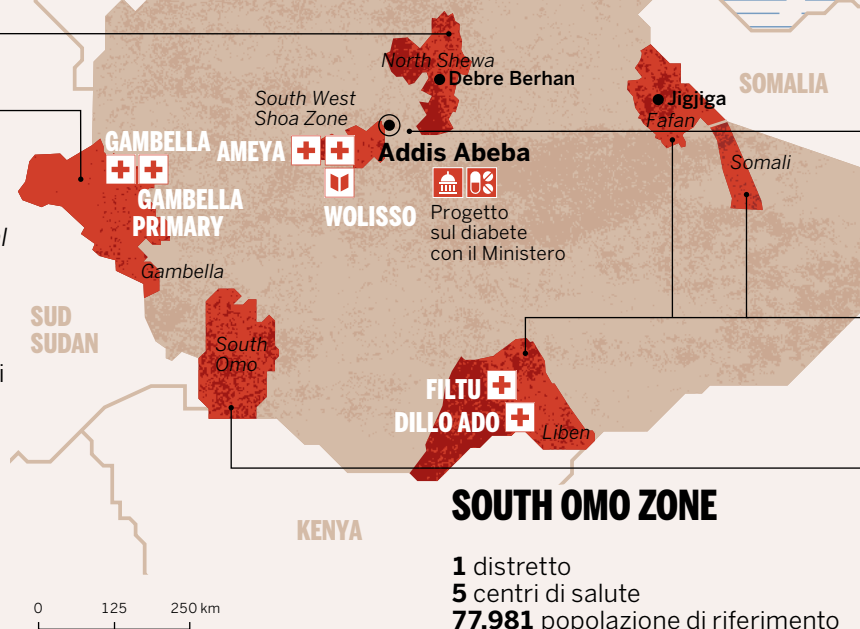 North Shewa
Debre Berhan
SOMALIA
South West
Shoa Zone
Jigjiga
Fafan
GAMBELLA
AMEYA
Addis Abeba
Somali
GAMBELLA
PRIMARY
WOLISSO
Progetto
sul diabete
con il Ministero
Gambella
SUD
SUDAN
South
Omo
FILTU
DILLO ADO
Liben
SOUTH OMO ZONE
KENYA
1 distretto
5 centri di salute
77.981 popolazione di riferimento
0 125 250 km